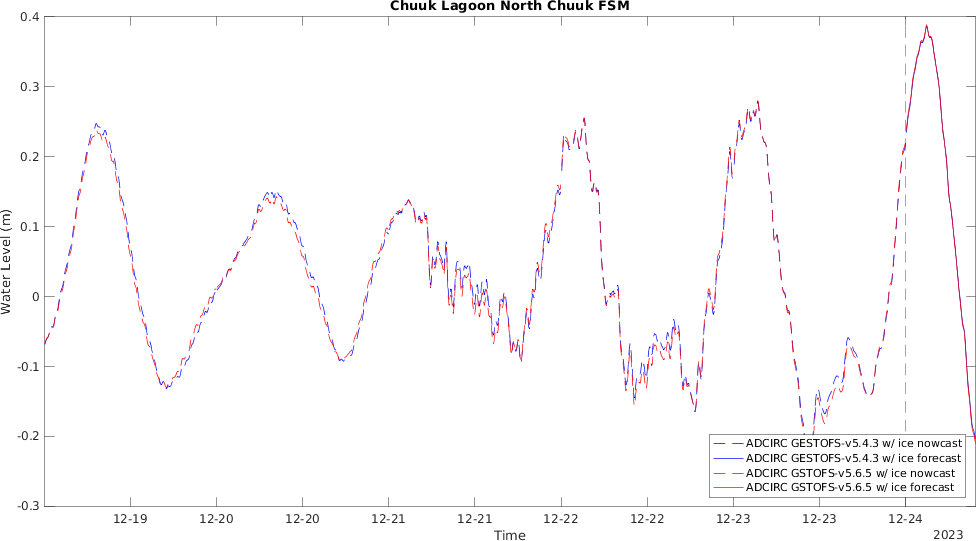 Chuuk Lagoon North Chuuk FSM
0.4
0.3
0.2
0.1
0
-0.1
-0.2
-0.3
Water Level (m)
ADCIRC GESTOFS-v5.4.3 w/ ice nowcast
ADCIRC GESTOFS-v5.4.3 w/ ice forecast
ADCIRC GSTOFS-v5.6.5 w/ ice nowcast
ADCIRC GSTOFS-v5.6.5 w/ ice forecast
12-19 12-20 12-20 12-21 12-21 12-22 12-22 12-23 12-23 12-24
Time
2023